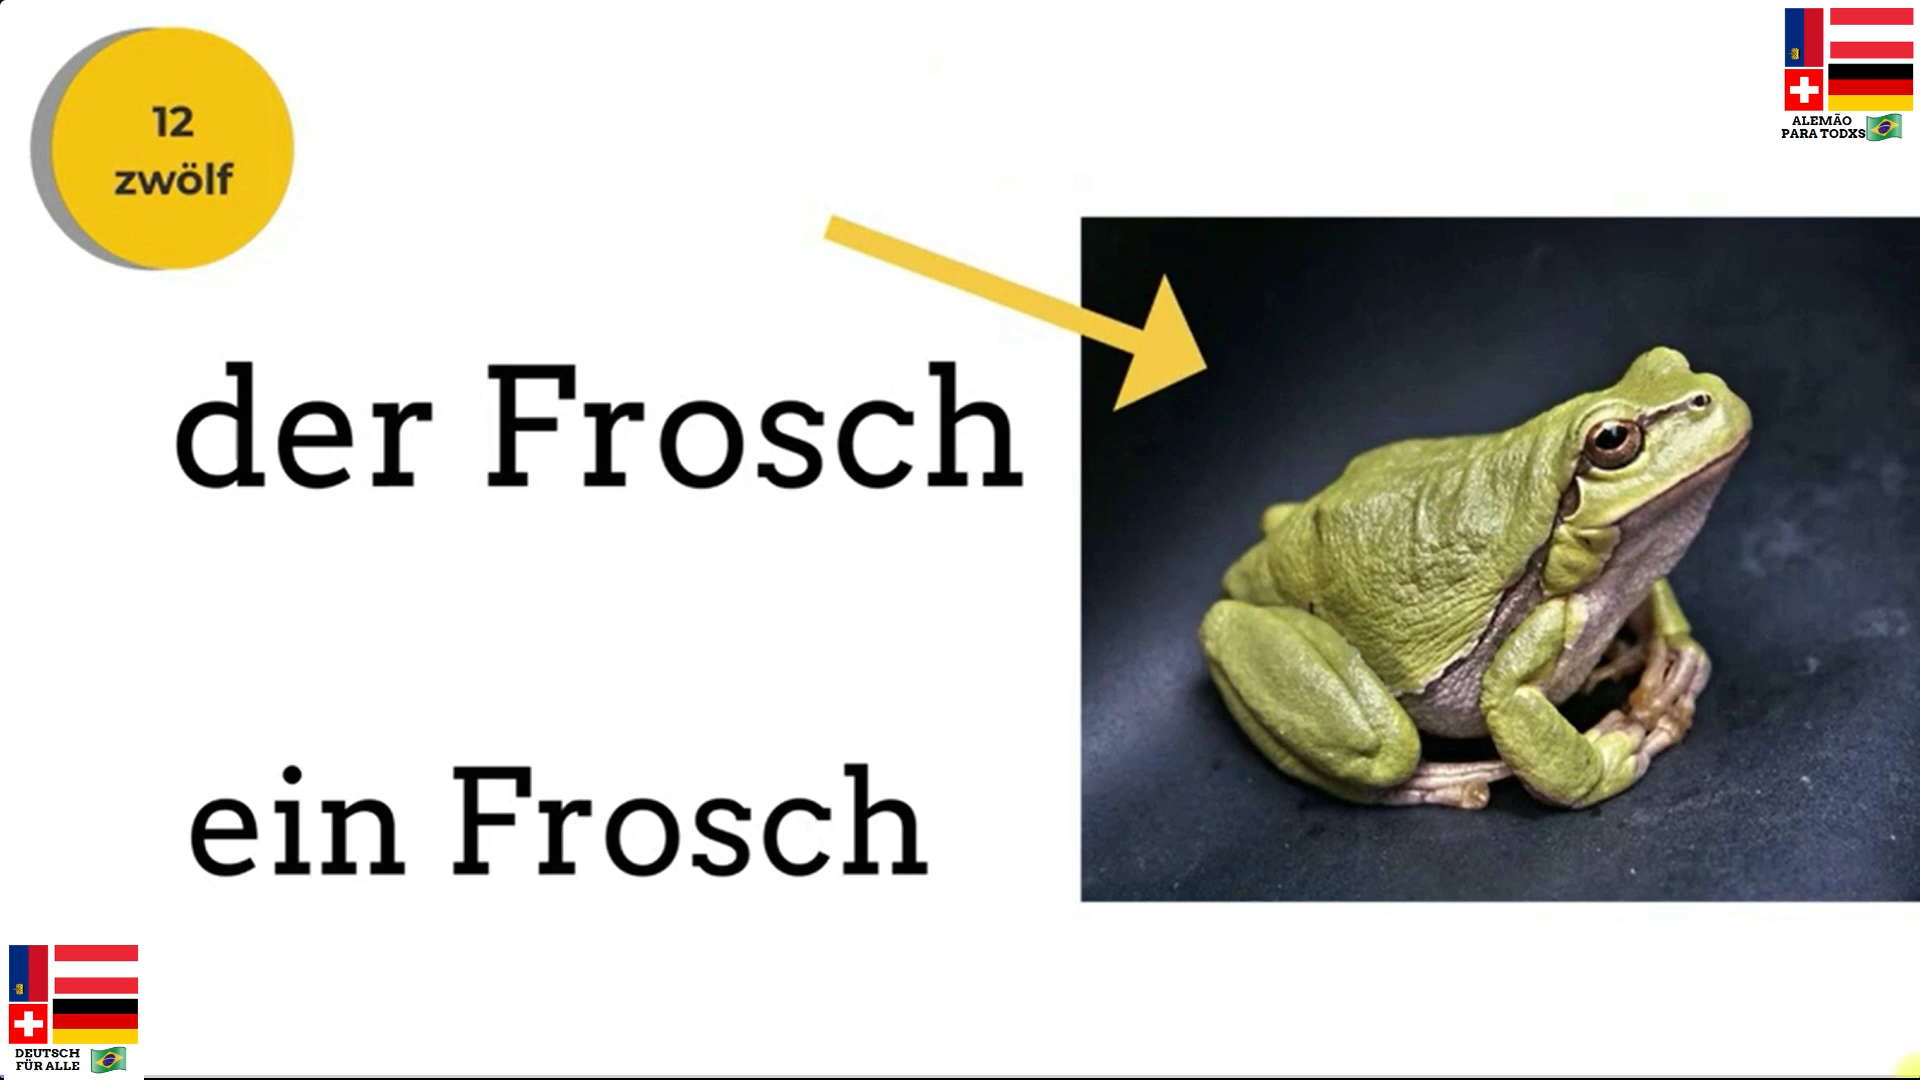 12
zwölf
ALEMÃO
PARA TODXS
der Frosch
ein Frosch
DEUTSCH
FÜR ALLE